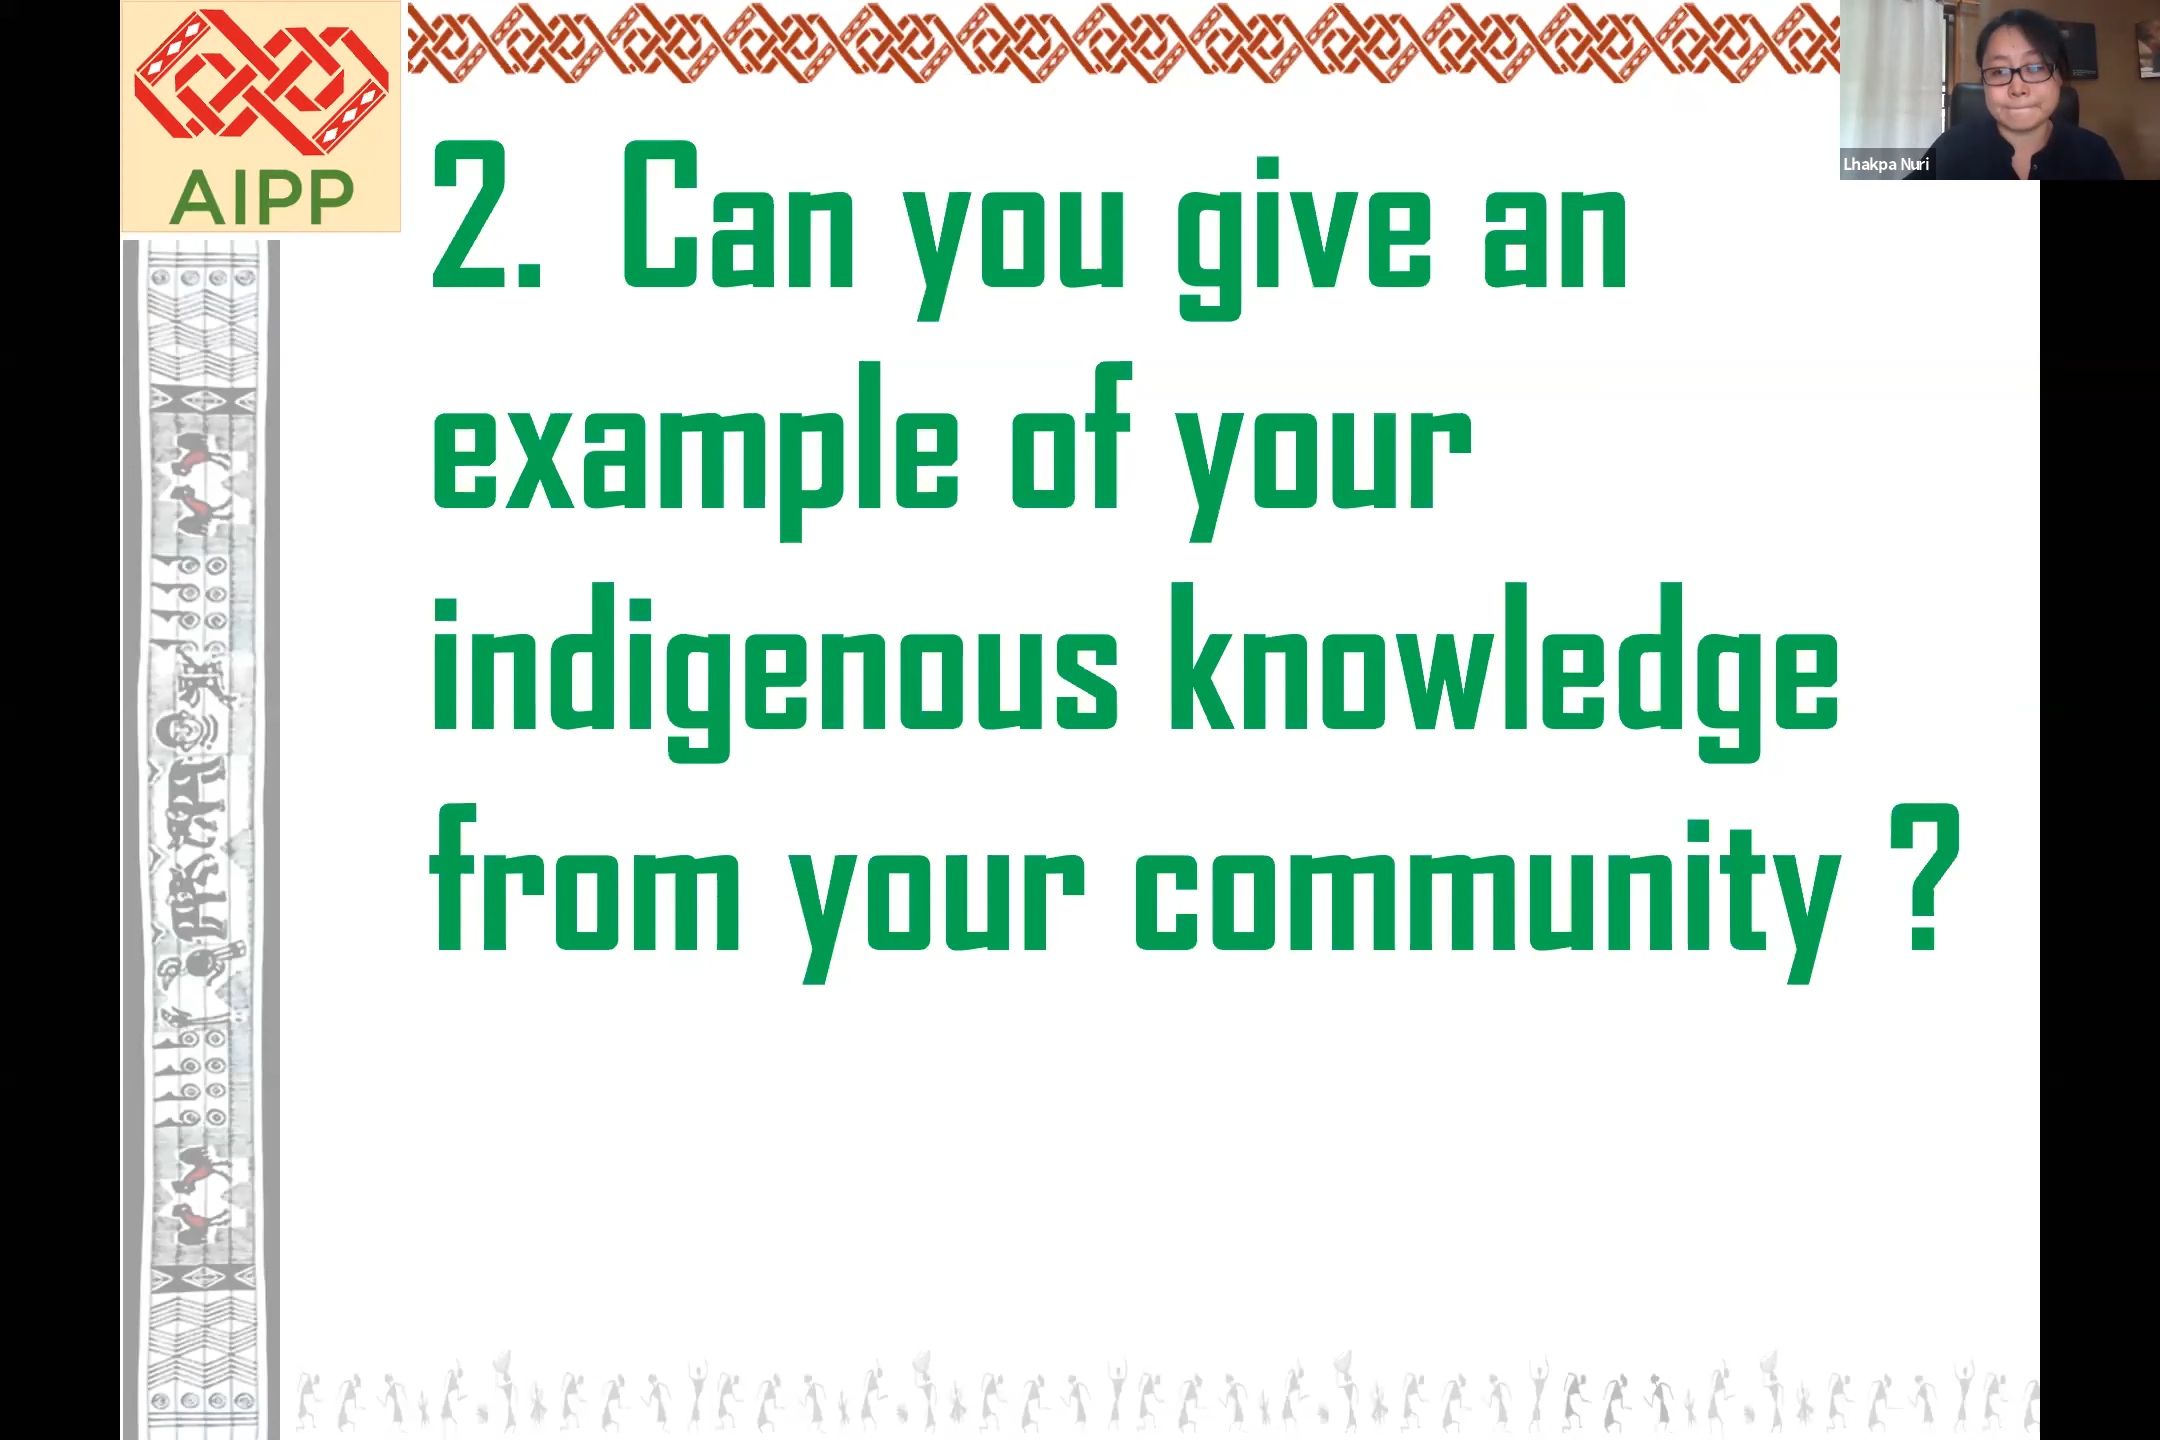 AIPP
Lhakpa Nuri
2. Can you give an
example of your
indigenous knowledge
from your community ?